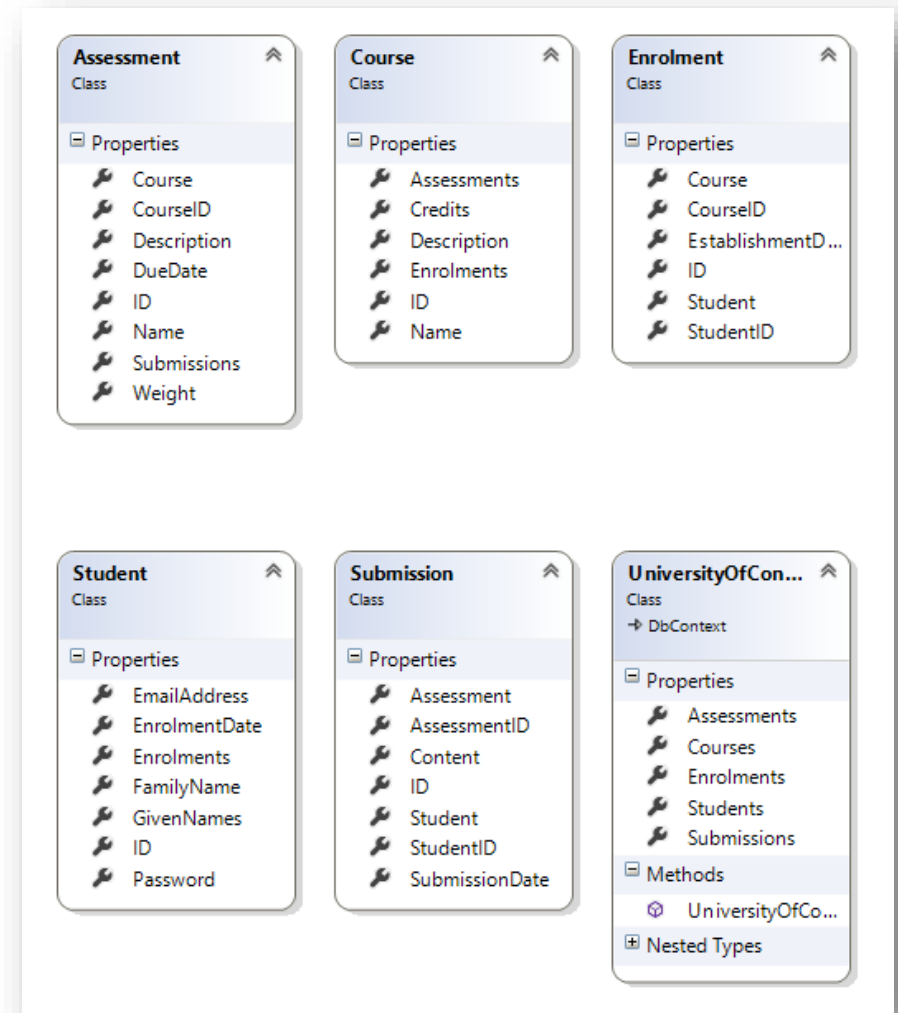 Assessment
Class
Properties
Course
CourseID
Description
DueDate
ID
Name
Submissions
Weight
Course
Class
Properties
Assessments
Credits
Description
Enrolments
ID
Name
Enrolment
Class
Properties
Course
CourseID
EstablishmentD...
ID
Student
StudentID
Student
Class
Properties
EmailAddress
EnrolmentDate
Enrolments
FamilyName
GivenNames
ID
Password
Submission
Class
Properties
Assessment
AssessmentID
Content
ID
Student
StudentID
SubmissionDate
UniversityOfCon...
Class
DbContext
Properties
Assessments
Courses
Enrolments
Students
Submissions
Methods
UniversityOfCo...
Nested Types